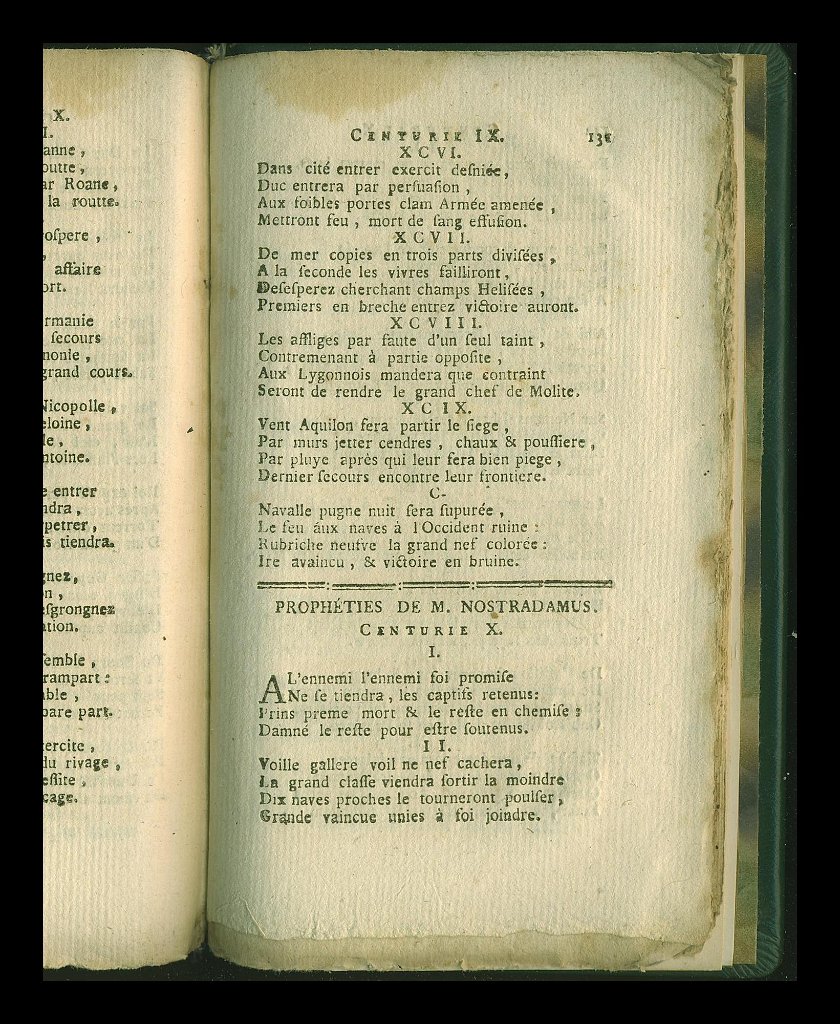 X.
I.
anne,
outte,
ar Roane,
la routte.
ospere,
affaire
ort.
rmanie
ſecours
monie,
grand cours.
Nicopolle,
eloine,
le,
ntoine.
e entrer
ndra,
petrer,
is tiendra.
gnez,
on,
eſgrongnez
ation.
ſemble,
rampart :
able,
pare part.
xercite,
du rivage,
eſſite,
cage.
CENTURIE IX.
XCVI.
Dans cité entrer exercit deſniée,
Duc entrera par perſuaſion,
Aux foibles portes clam Armée amenée,
Mettront feu, mort de ſang effuſion.
XCVII.
De mer copies en trois parts diviſées,
A la ſeconde les vivres failliront,
Deſeſperez cherchant champs Heliſées,
Premiers en breche entrez victoire auront.
XCVIII.
Les affliges par faute d'un ſeul taint,
Contremenant à partie oppoſite,
Aux Lygonnois mandera que contraint
Seront de rendre le grand chef de Molite.
XCIX.
Vent Aquilon fera partir le ſiege,
Par murs jetter cendres, chaux & pouſſiere,
Par pluye après qui leur fera bien piege,
Dernier ſecours encontre leur frontiere.
C-
Navalle pugne nuit ſera ſupurée,
Le feu áux naves à l'Occident ruine :
Rubriche neufve la grand nef colorée :
Ire avaincu, & victoire en bruine.
PROPHÉTIES DE M. NOSTRADAMUS.
CENTURIE X.
I.
AL'ennemi l'ennemi foi promiſe
Ne ſe tiendra, les captifs retenus:
Prins preme mort & le reſte en chemiſe :
Damné le reſte pour eſtre ſoutenus.
II.
Voille gallere voil ne nef cachera,
La grand claſſe viendra ſortir la moindre
Dix naves proches le tourneront poulſer,
Grande vaincue unies à foi joindre.